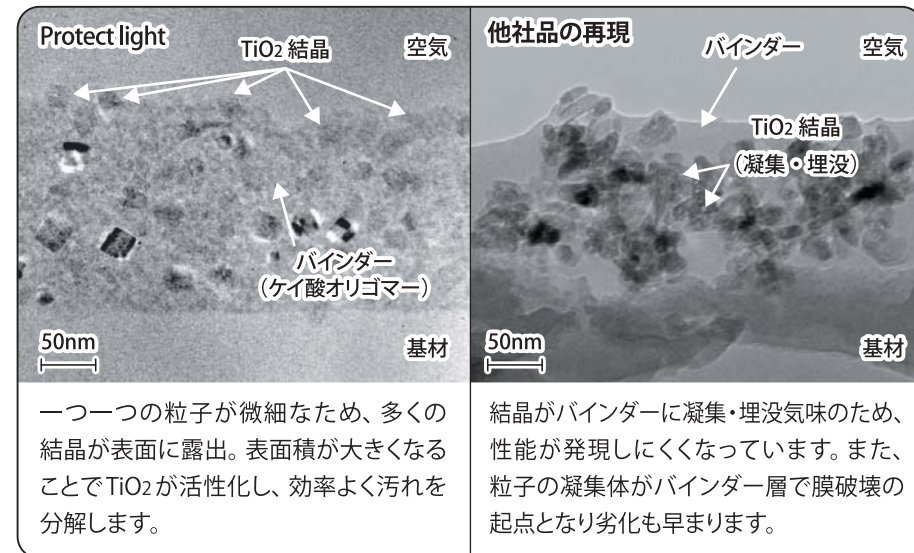 Protect light
TiO2 結晶
空気
バインダー
（ケイ酸オリゴマー）
50nm
基材
一つ一つの粒子が微細なため、多くの
結晶が表面に露出。表面積が大きくなる
ことでTiO2が活性化し、効率よく汚れを
分解します。
他社品の再現
バインダー
空気
TiO2 結晶
（凝集・埋没）
50nm
基材
結晶がバインダーに凝集・埋没気味のため、
性能が発現しにくくなっています。また、
粒子の凝集体がバインダー層で膜破壊の
起点となり劣化も早まります。